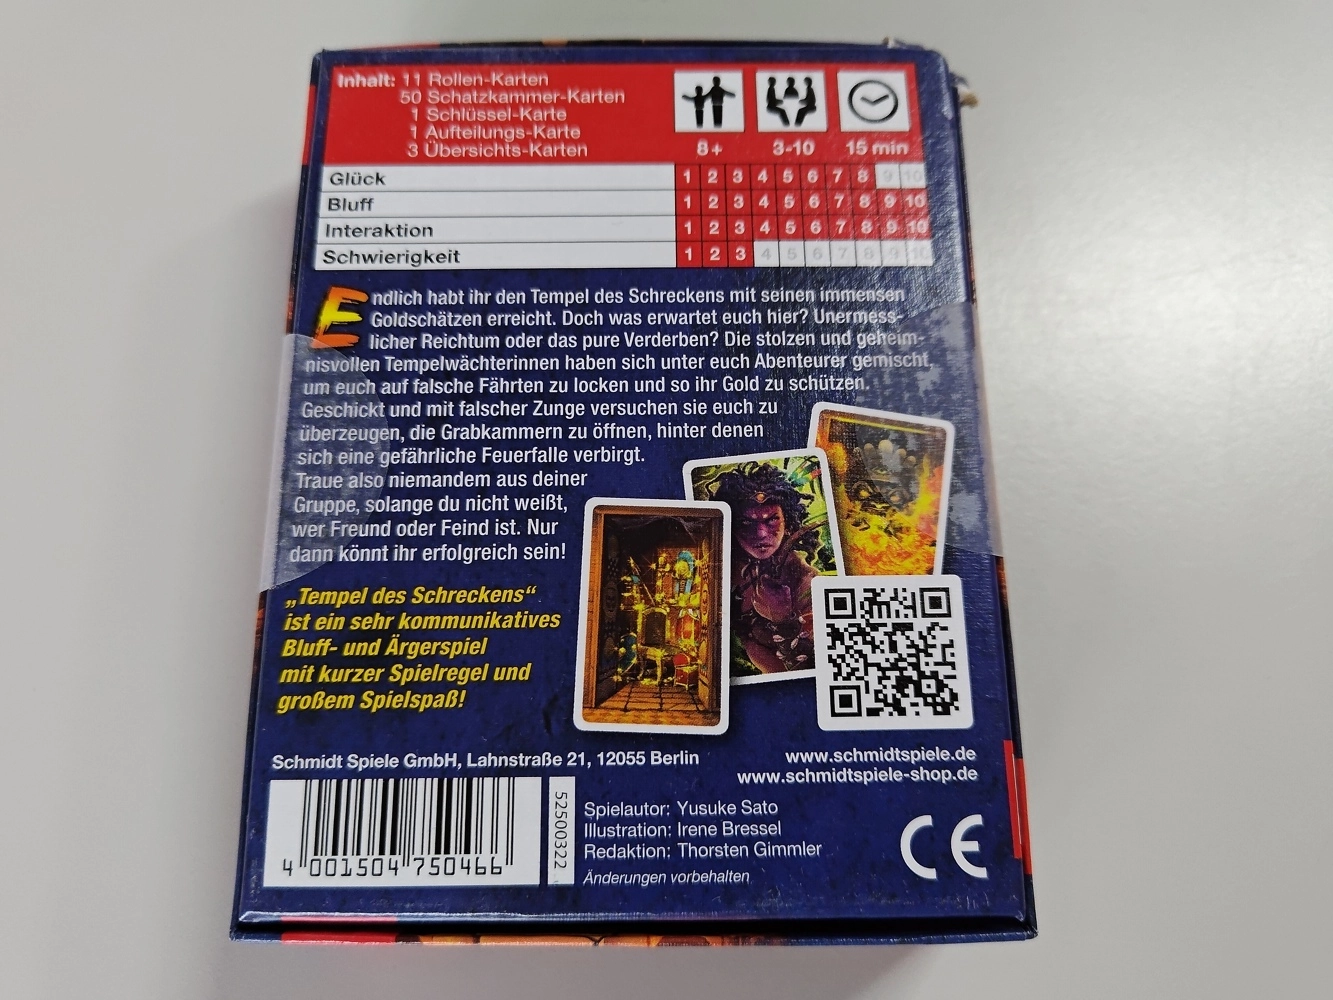 Inhalt: 11 Rollen-Karten
50 Schatzkammer-Karten
1 Schlüssel-Karte
1 Aufteilungs-Karte
3 Übersichts-Karten
8+ 3-10 15 min
Glück 1 2 3 4 5 6 7 8 9 10
Bluff 1 2 3 4 5 6 7 8 9 10
Interaktion 1 2 3 4 5 6 7 8 9 10
Schwierigkeit 1 2 3 4 5 6 7 8 9 10
Endlich habt ihr den Tempel des Schreckens mit seinen immensen
Goldschätzen erreicht. Doch was erwartet euch hier? Unermess-
licher Reichtum oder das pure Verderben? Die stolzen und geheim-
nisvollen Tempelwächterinnen haben sich unter euch Abenteurer gemischt,
um euch auf falsche Fährten zu locken und so ihr Gold zu schützen.
Geschickt und mit falscher Zunge versuchen sie euch zu
überzeugen, die Grabkammern zu öffnen, hinter denen
sich eine gefährliche Feuerfalle verbirgt.
Traue also niemandem aus deiner
Gruppe, solange du nicht weißt,
wer Freund oder Feind ist. Nur
dann könnt ihr erfolgreich sein!
„Tempel des Schreckens“
ist ein sehr kommunikatives
Bluff- und Ärgerspiel
mit kurzer Spielregel und
großem Spielspaß!
Schmidt Spiele GmbH, Lahnstraße 21, 12055 Berlin
www.schmidtspiele.de
www.schmidtspiele-shop.de
4 001504 750466
52500322
Spielautor: Yusuke Sato
Illustration: Irene Bressel
Redaktion: Thorsten Gimmler
Änderungen vorbehalten
CE